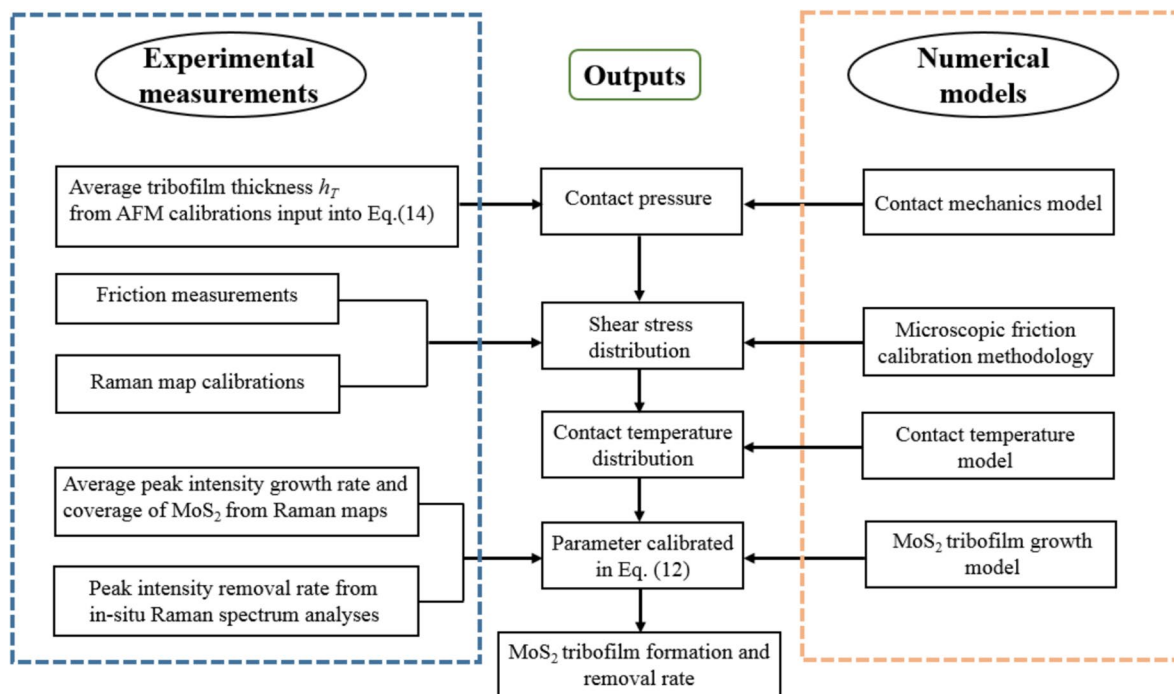 Experimental
measurements
Outputs
Numerical
models
Average tribofilm thickness h_T
from AFM calibrations input into Eq.(14)
Contact pressure
Contact mechanics model
Friction measurements
Raman map calibrations
Shear stress
distribution
Microscopic friction
calibration methodology
Contact temperature
distribution
Contact temperature
model
Average peak intensity growth rate and
coverage of MoS₂ from Raman maps
Peak intensity removal rate from
in-situ Raman spectrum analyses
Parameter calibrated
in Eq. (12)
MoS₂ tribofilm growth
model
MoS₂ tribofilm formation and
removal rate